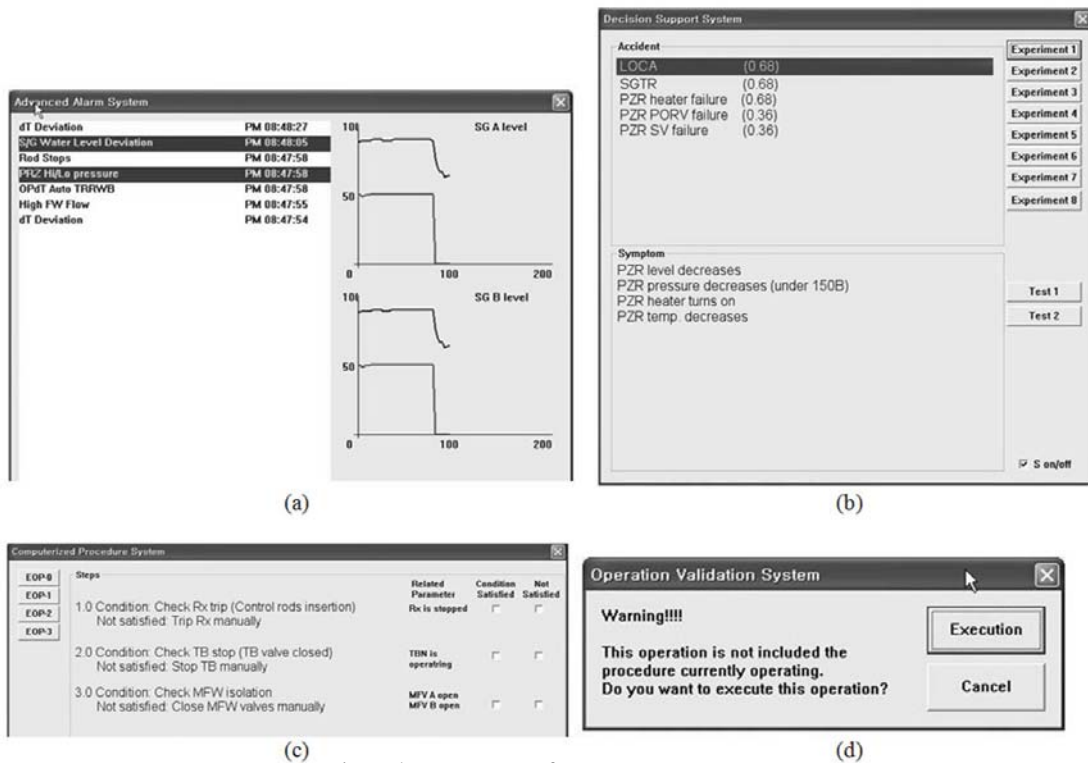 Advanced Alarm System
dT Deviation PM 08:48:27
S/G Water Level Deviation PM 08:48:05
Rod Stops PM 08:47:58
PRZ Hi/Lo pressure PM 08:47:58
OPdT Auto TRRWB PM 08:47:58
High FW Flow PM 08:47:55
dT Deviation PM 08:47:54
SG A level
50
0 100 200
SG B level
50
0 100 200
(a)
Decision Support System
Accident
LOCA (0.68)
SGTR (0.68)
PZR heater failure (0.68)
PZR PORV failure (0.36)
PZR SV failure (0.36)
Experiment 1
Experiment 2
Experiment 3
Experiment 4
Experiment 5
Experiment 6
Experiment 7
Experiment 8
Symptom
PZR level decreases
PZR pressure decreases (under 150B)
PZR heater turns on
PZR temp. decreases
Test 1
Test 2
S on/off
(b)
Computerized Procedure System
EOP-0
EOP-1
EOP-2
EOP-3
Steps
Related Parameter
Condition Satisfied
Not Satisfied
1.0 Condition: Check Rx trip (Control rods insertion)
Not satisfied: Trip Rx manually
Rx is stopped
2.0 Condition: Check TB stop (TB valve closed)
Not satisfied: Stop TB manually
TBN is
operatring
3.0 Condition: Check MFW isolation
Not satisfied: Close MFW valves manually
MFV A open
MFV B open
(c)
Operation Validation System
Warning!!!!
This operation is not included the
procedure currently operating.
Do you want to execute this operation?
Execution
Cancel
(d)